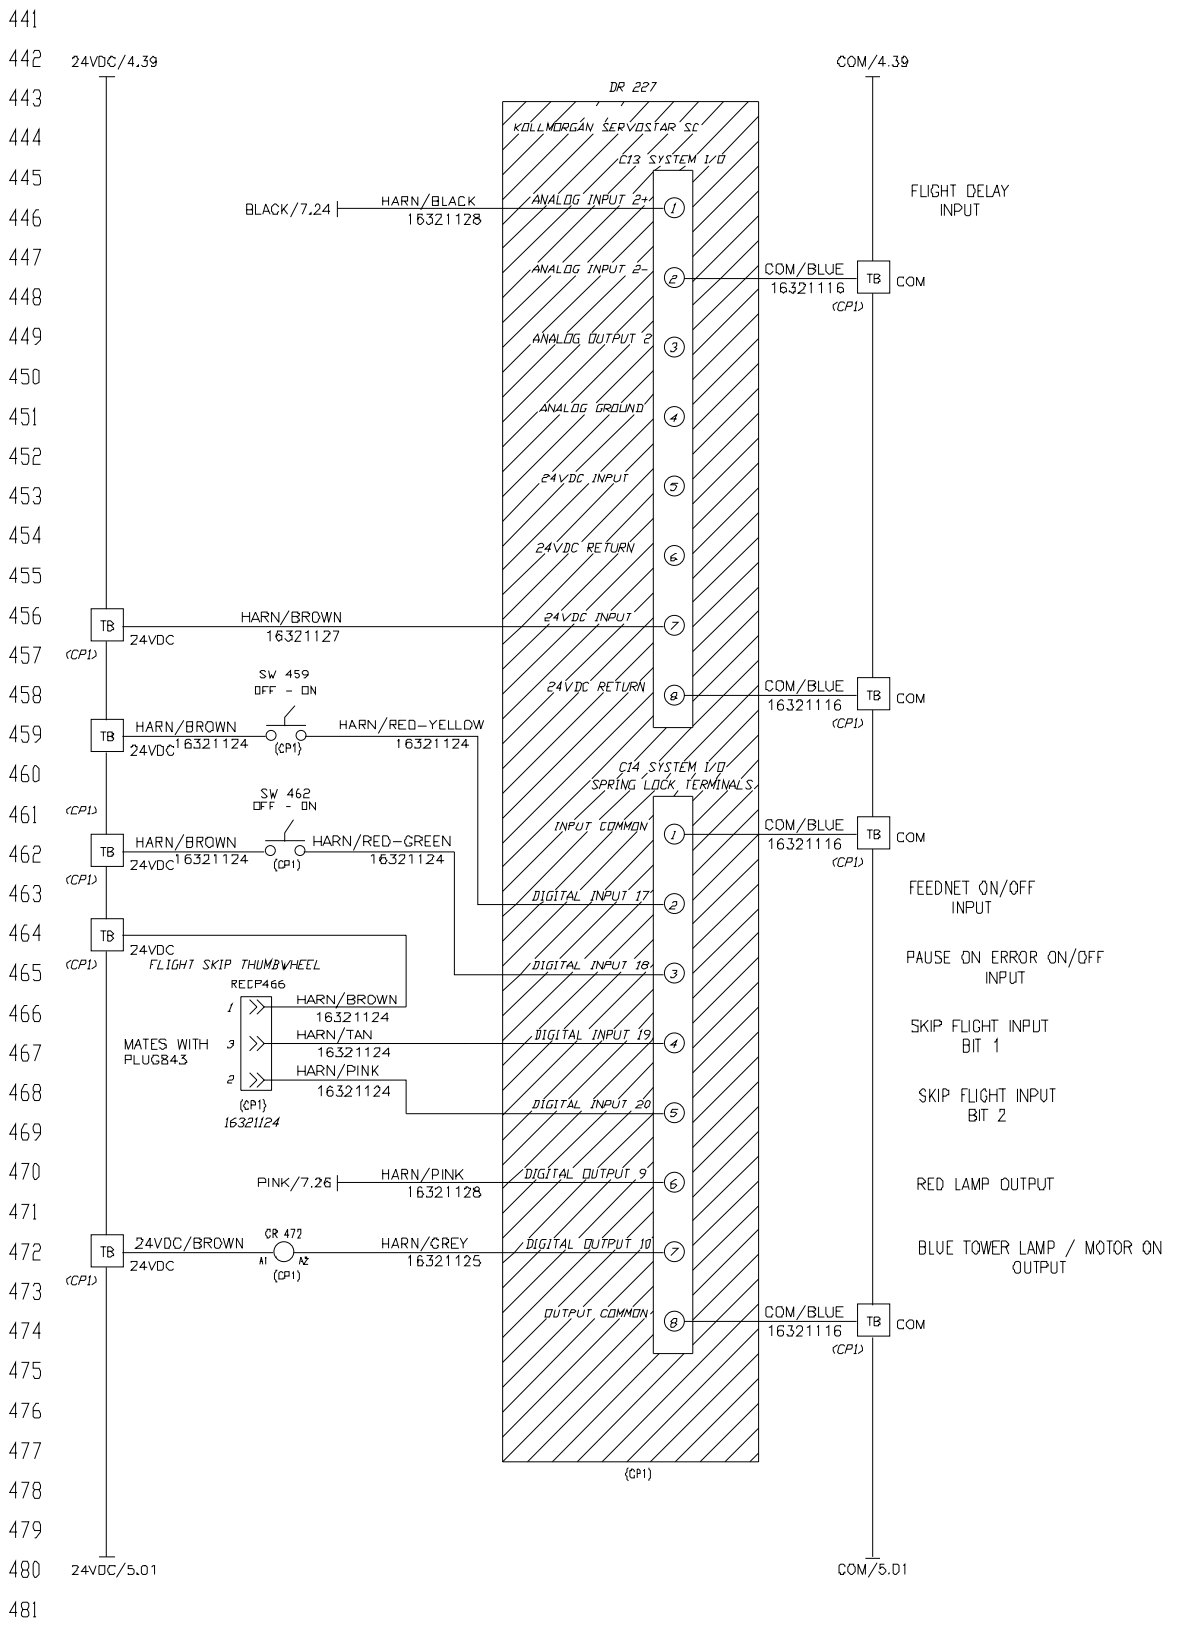 441
442 24VDC/4.39 COM/4.39
443 DR 227
444 KOLLMORGAN SERVOSTAR SC
C13 SYSTEM I/O
445 HARN/BLACK ANALOG INPUT 2+ FLIGHT DELAY
BLACK/7.24 1 INPUT
446 16321128
447 ANALOG INPUT 2- COM/BLUE
2 TB COM
448 16321116
(CP1)
449 ANALOG OUTPUT 2 3
450
451 ANALOG GROUND 4
452
453 24VDC INPUT 5
454 24VDC RETURN 6
455
456 HARN/BROWN 24VDC INPUT 7
TB 24VDC 16321127
457 (CP1)
SW 459
458 OFF - ON 24VDC RETURN 8 COM/BLUE TB COM
16321116
(CP1)
459 TB HARN/BROWN HARN/RED-YELLOW
24VDC 16321124 (CP1) 16321124
460 C14 SYSTEM I/O
SPRING LOCK TERMINALS
SW 462
461 (CP1) OFF - ON
INPUT COMMON 1 COM/BLUE TB COM
16321116
462 TB HARN/BROWN HARN/RED-GREEN
24VDC 16321124 (CP1) 16321124 (CP1)
(CP1)
463 DIGITAL INPUT 17 2 FEEDNET ON/OFF
INPUT
464 TB 24VDC
(CP1) FLIGHT SKIP THUMBWHEEL
465 DIGITAL INPUT 18 3 PAUSE ON ERROR ON/OFF
INPUT
RECP466
1 HARN/BROWN
466 16321124
MATES WITH 3 HARN/TAN DIGITAL INPUT 19 4 SKIP FLIGHT INPUT
467 PLUG843 16321124 BIT 1
2 HARN/PINK
468 16321124
(CP1) DIGITAL INPUT 20 5 SKIP FLIGHT INPUT
16321124 BIT 2
469
470 HARN/PINK DIGITAL OUTPUT 9
PINK/7.26 16321128 6 RED LAMP OUTPUT
471
CR 472
472 TB 24VDC/BROWN HARN/GREY DIGITAL OUTPUT 10 7 BLUE TOWER LAMP / MOTOR ON
24VDC A1 A2 16321125 OUTPUT
(CP1) (CP1)
473
OUTPUT COMMON 8 COM/BLUE TB COM
474 16321116
(CP1)
475
476
477
(CP1)
478
479
480 24VDC/5.01 COM/5.01
481